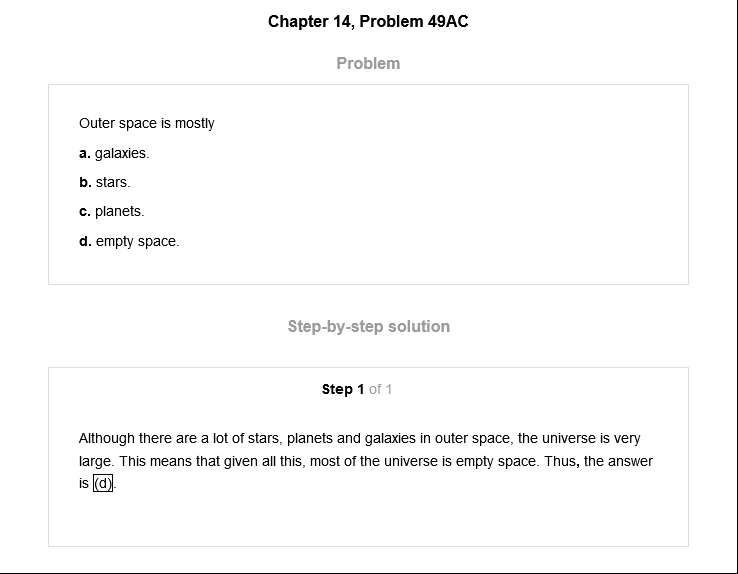 Chapter 14, Problem 49AC
Problem
Outer space is mostly
a. galaxies.
b. stars.
c. planets.
d. empty space.
Step-by-step solution
Step 1 of 1
Although there are a lot of stars, planets and galaxies in outer space, the universe is very
large. This means that given all this, most of the universe is empty space. Thus, the answer
is (d).